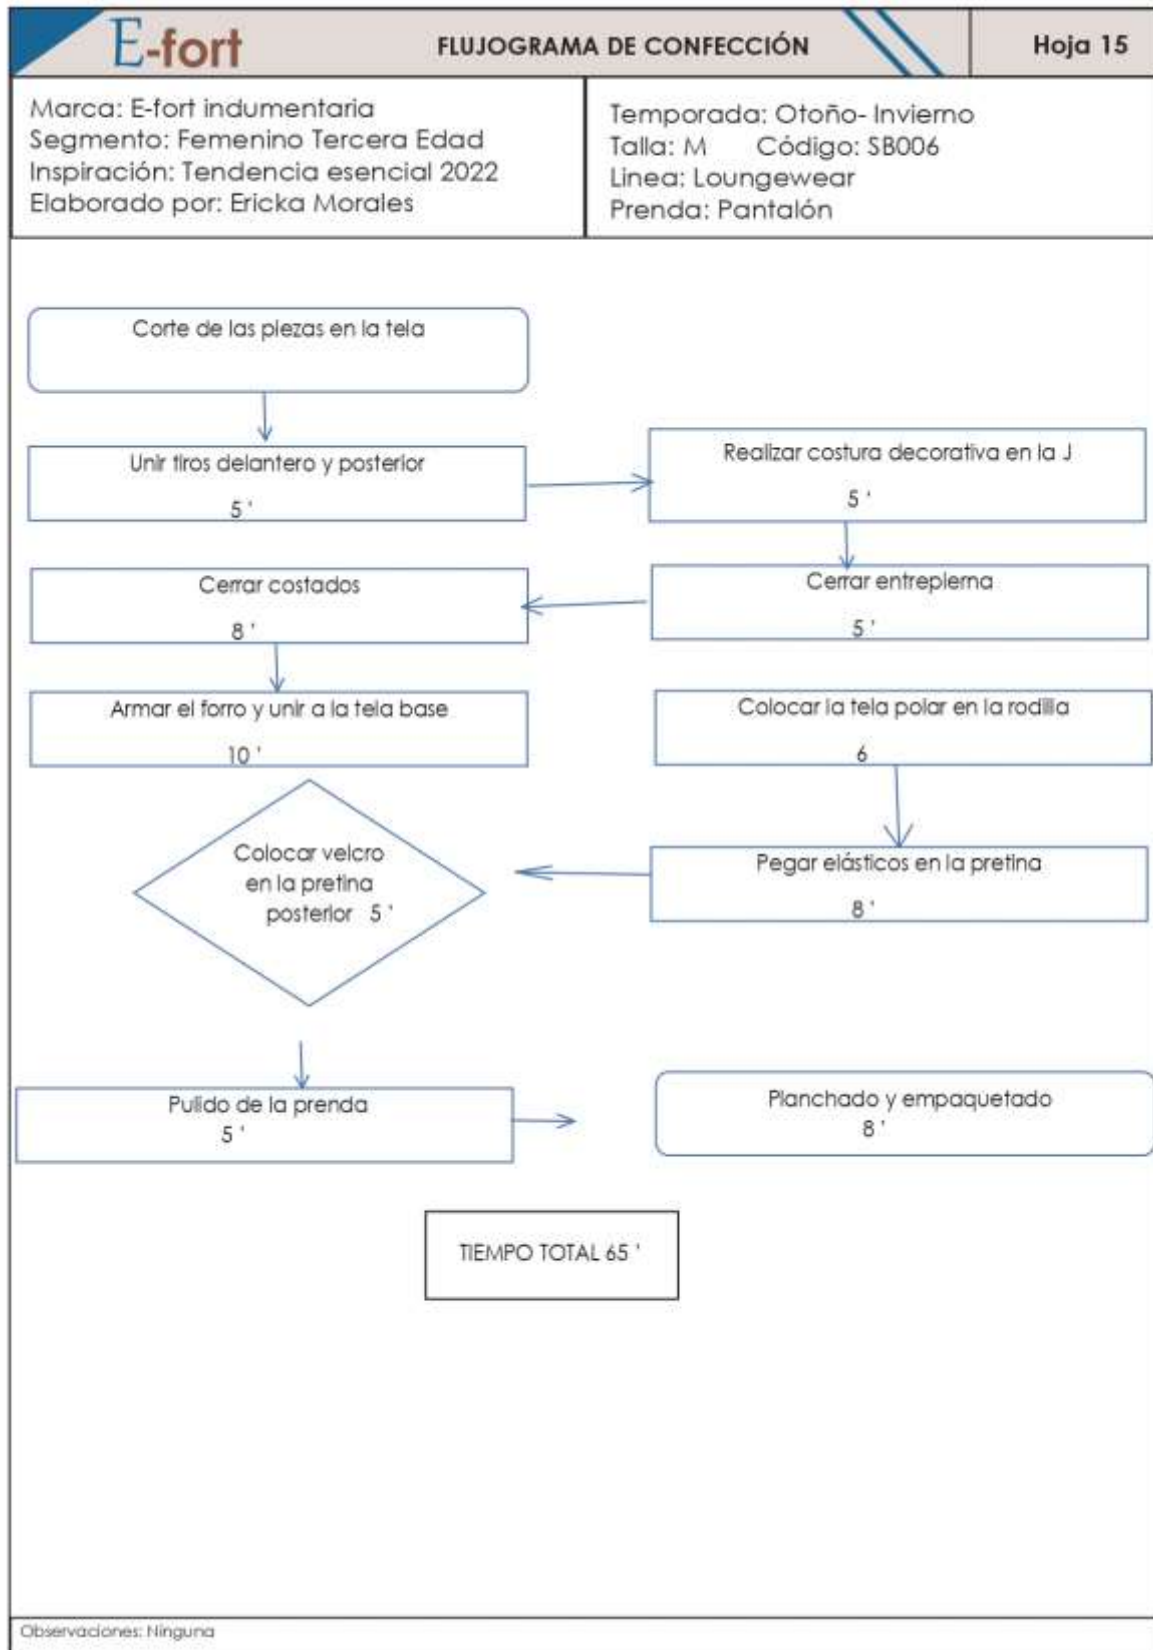 E-fort
FLUJOGRAMA DE CONFECCIÓN
Hoja 15
Marca: E-fort indumentaria
Segmento: Femenino Tercera Edad
Inspiración: Tendencia esencial 2022
Elaborado por: Ericka Morales
Temporada: Otoño- Invierno
Talla: M Código: SB006
Linea: Loungewear
Prenda: Pantalón
Corte de las piezas en la tela
Unir tiros delantero y posterior
5 '
Realizar costura decorativa en la J
5 '
Cerrar costados
8 '
Cerrar entrepierna
5 '
Armar el forro y unir a la tela base
10 '
Colocar la tela polar en la rodilla
6
Colocar velcro
en la pretina
posterior 5 '
Pegar elásticos en la pretina
8 '
Pulido de la prenda
5 '
Planchado y empaquetado
8 '
TIEMPO TOTAL 65 '
Observaciones: Ninguna